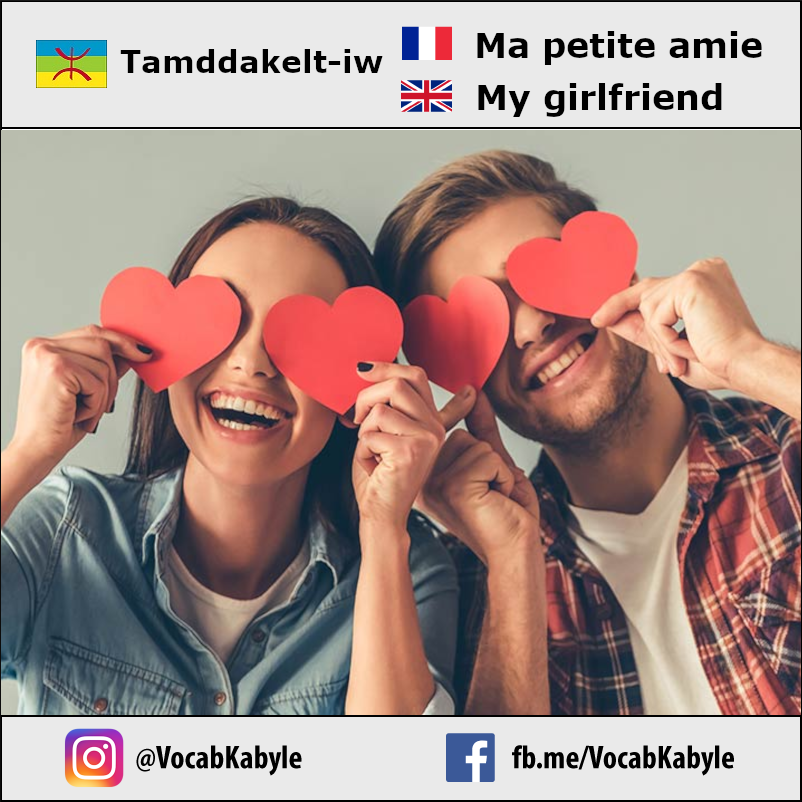 Tamddakelt-iw
Ma petite amie
My girlfriend
@VocabKabyle
fb.me/VocabKabyle